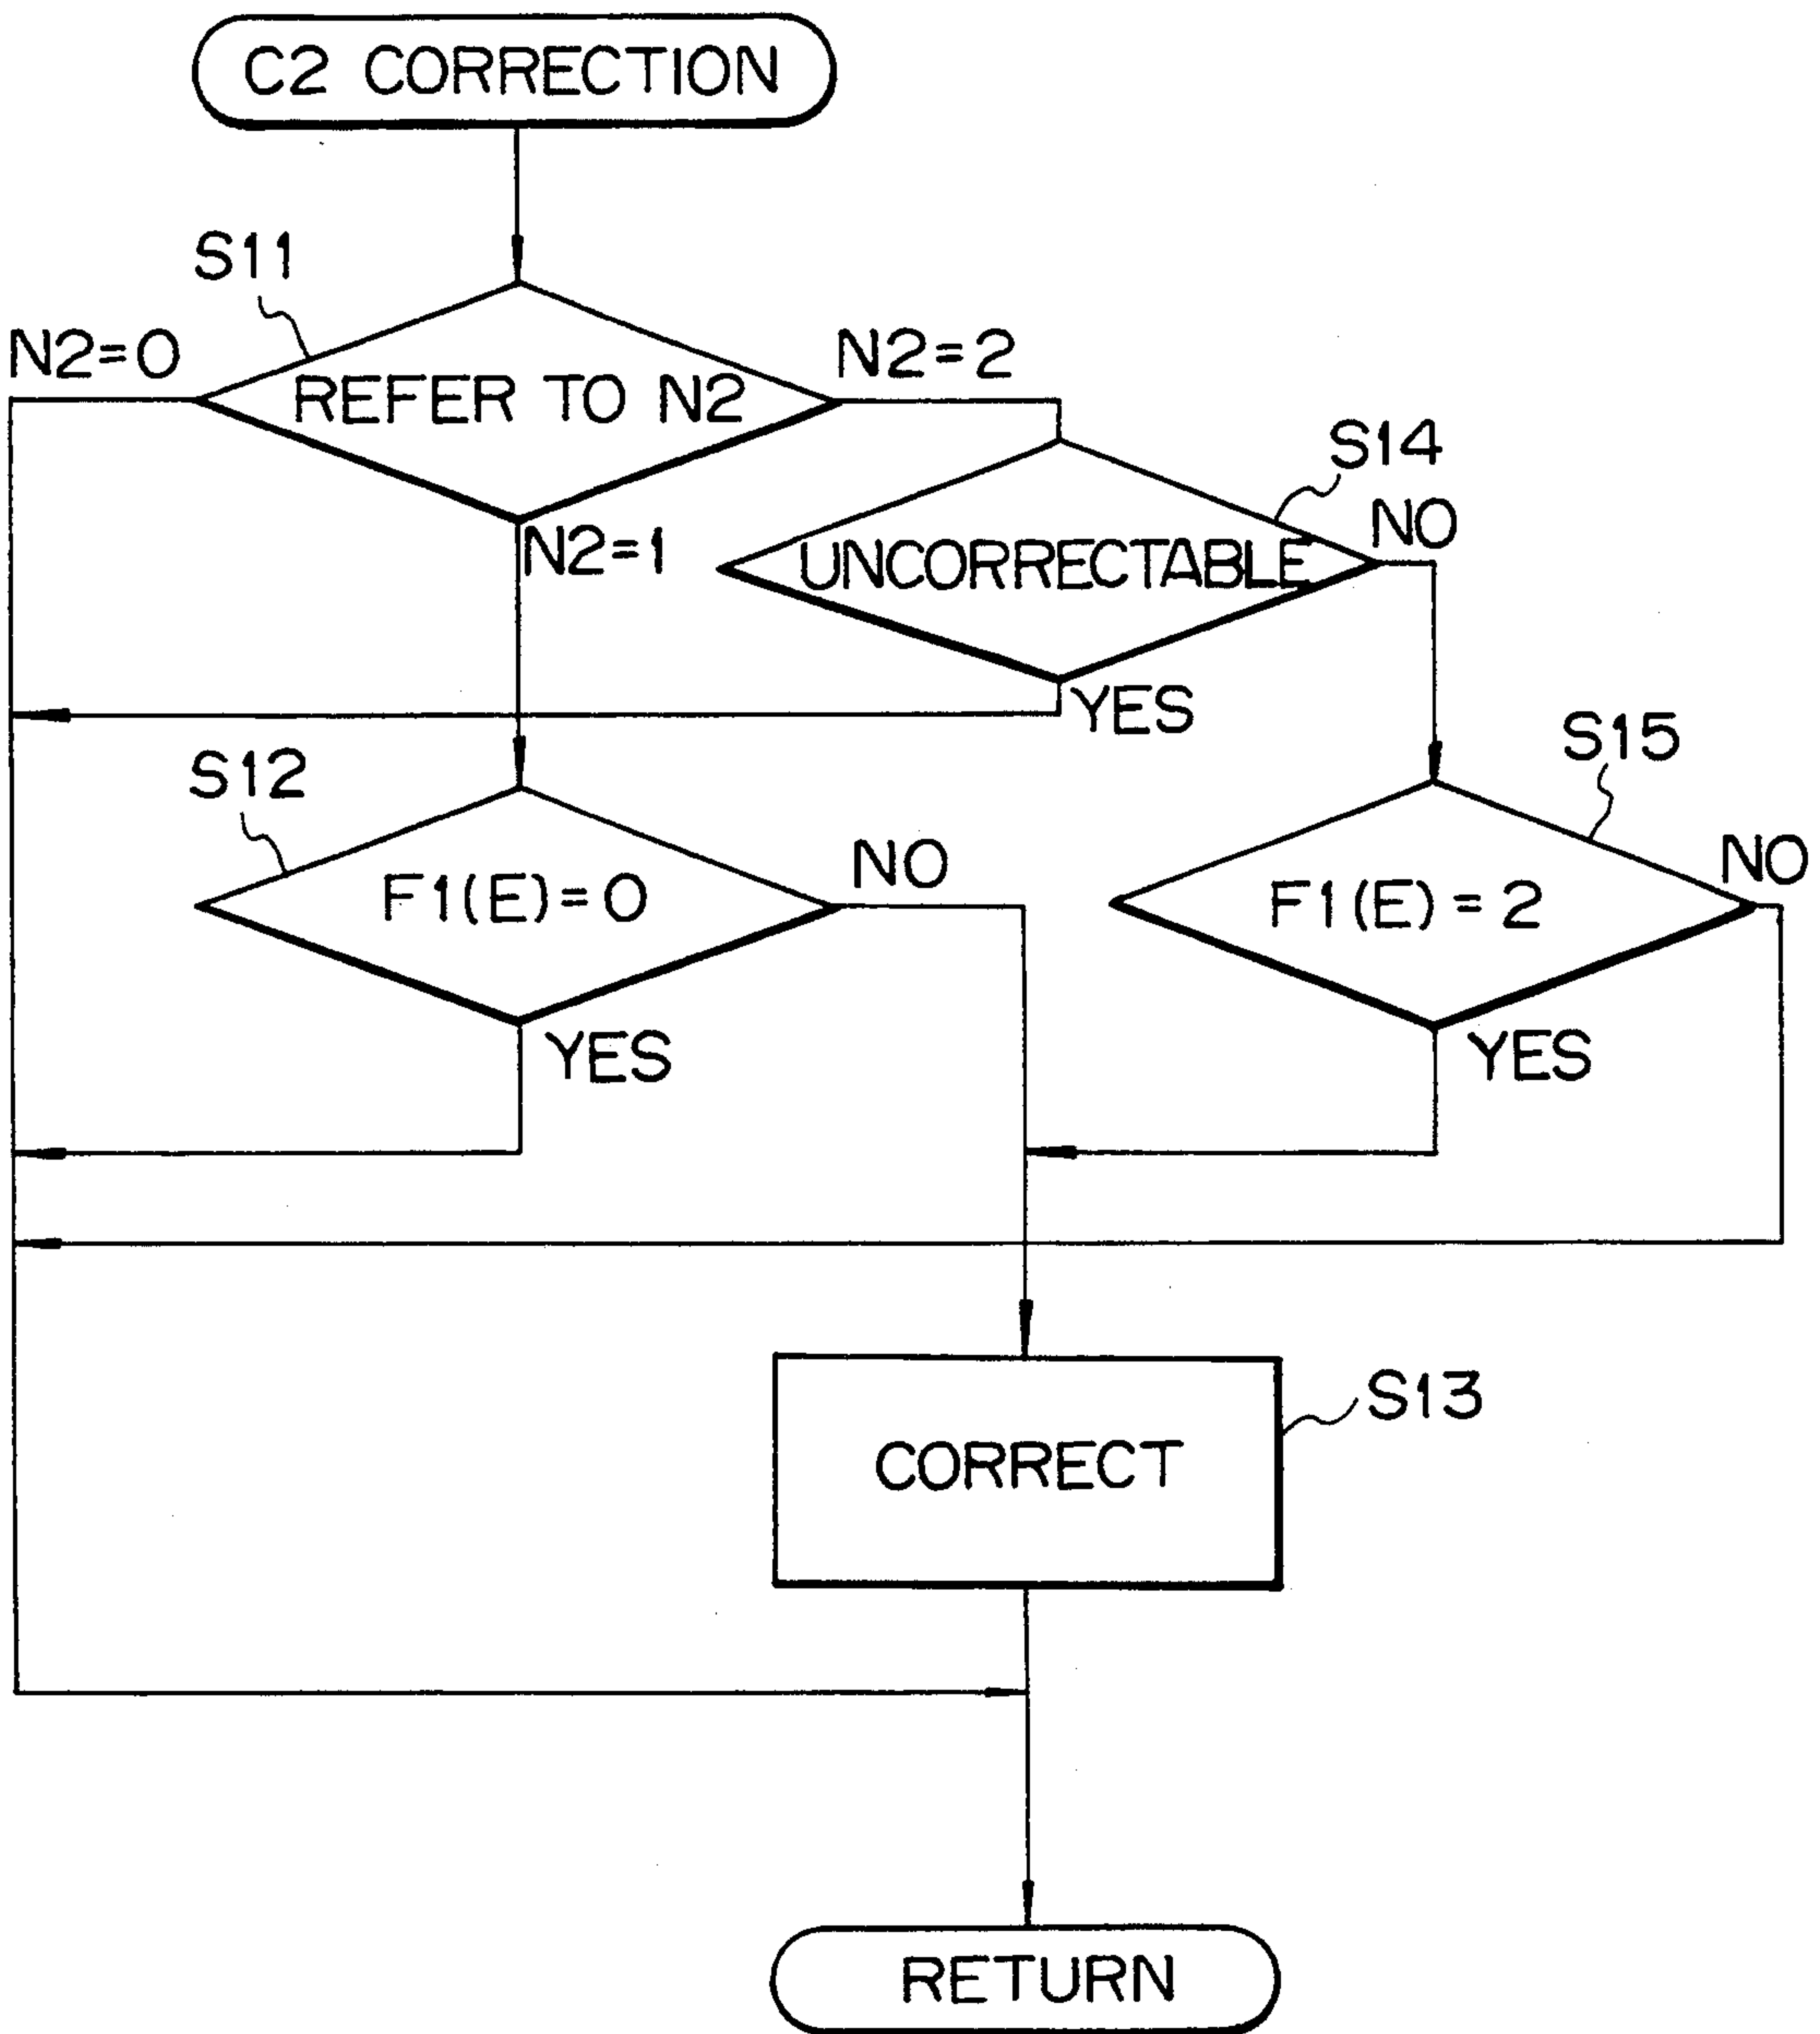 C2 CORRECTION
S11
N2=0
N2=2
REFER TO N2
S14
NO
N2=1
UNCORRECTABLE
YES
S15
S12
NO
NO
F1(E)=0
F1(E)=2
YES
YES
S13
CORRECT
RETURN